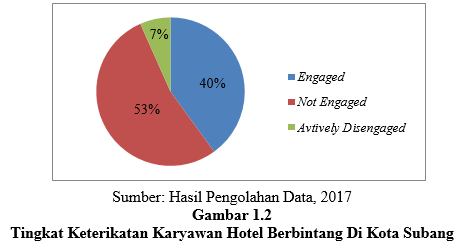 7%
40%
53%
Engaged
Not Engaged
Avtively Disengaged
Sumber: Hasil Pengolahan Data, 2017
Gambar 1.2
Tingkat Keterikatan Karyawan Hotel Berbintang Di Kota Subang